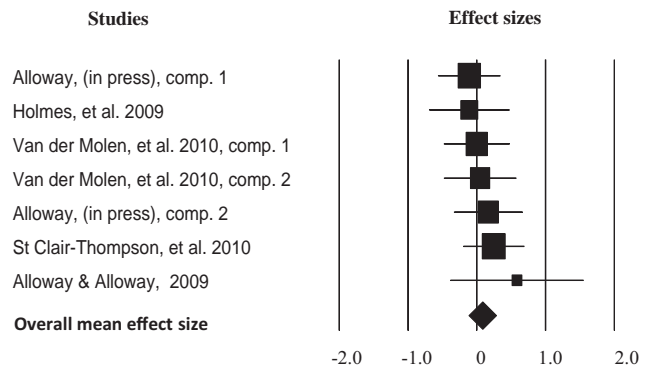 Studies Effect sizes
Alloway, (in press), comp. 1
Holmes, et al. 2009
Van der Molen, et al. 2010, comp. 1
Van der Molen, et al. 2010, comp. 2
Alloway, (in press), comp. 2
St Clair-Thompson, et al. 2010
Alloway & Alloway, 2009
Overall mean effect size
-2.0 -1.0 0 1.0 2.0